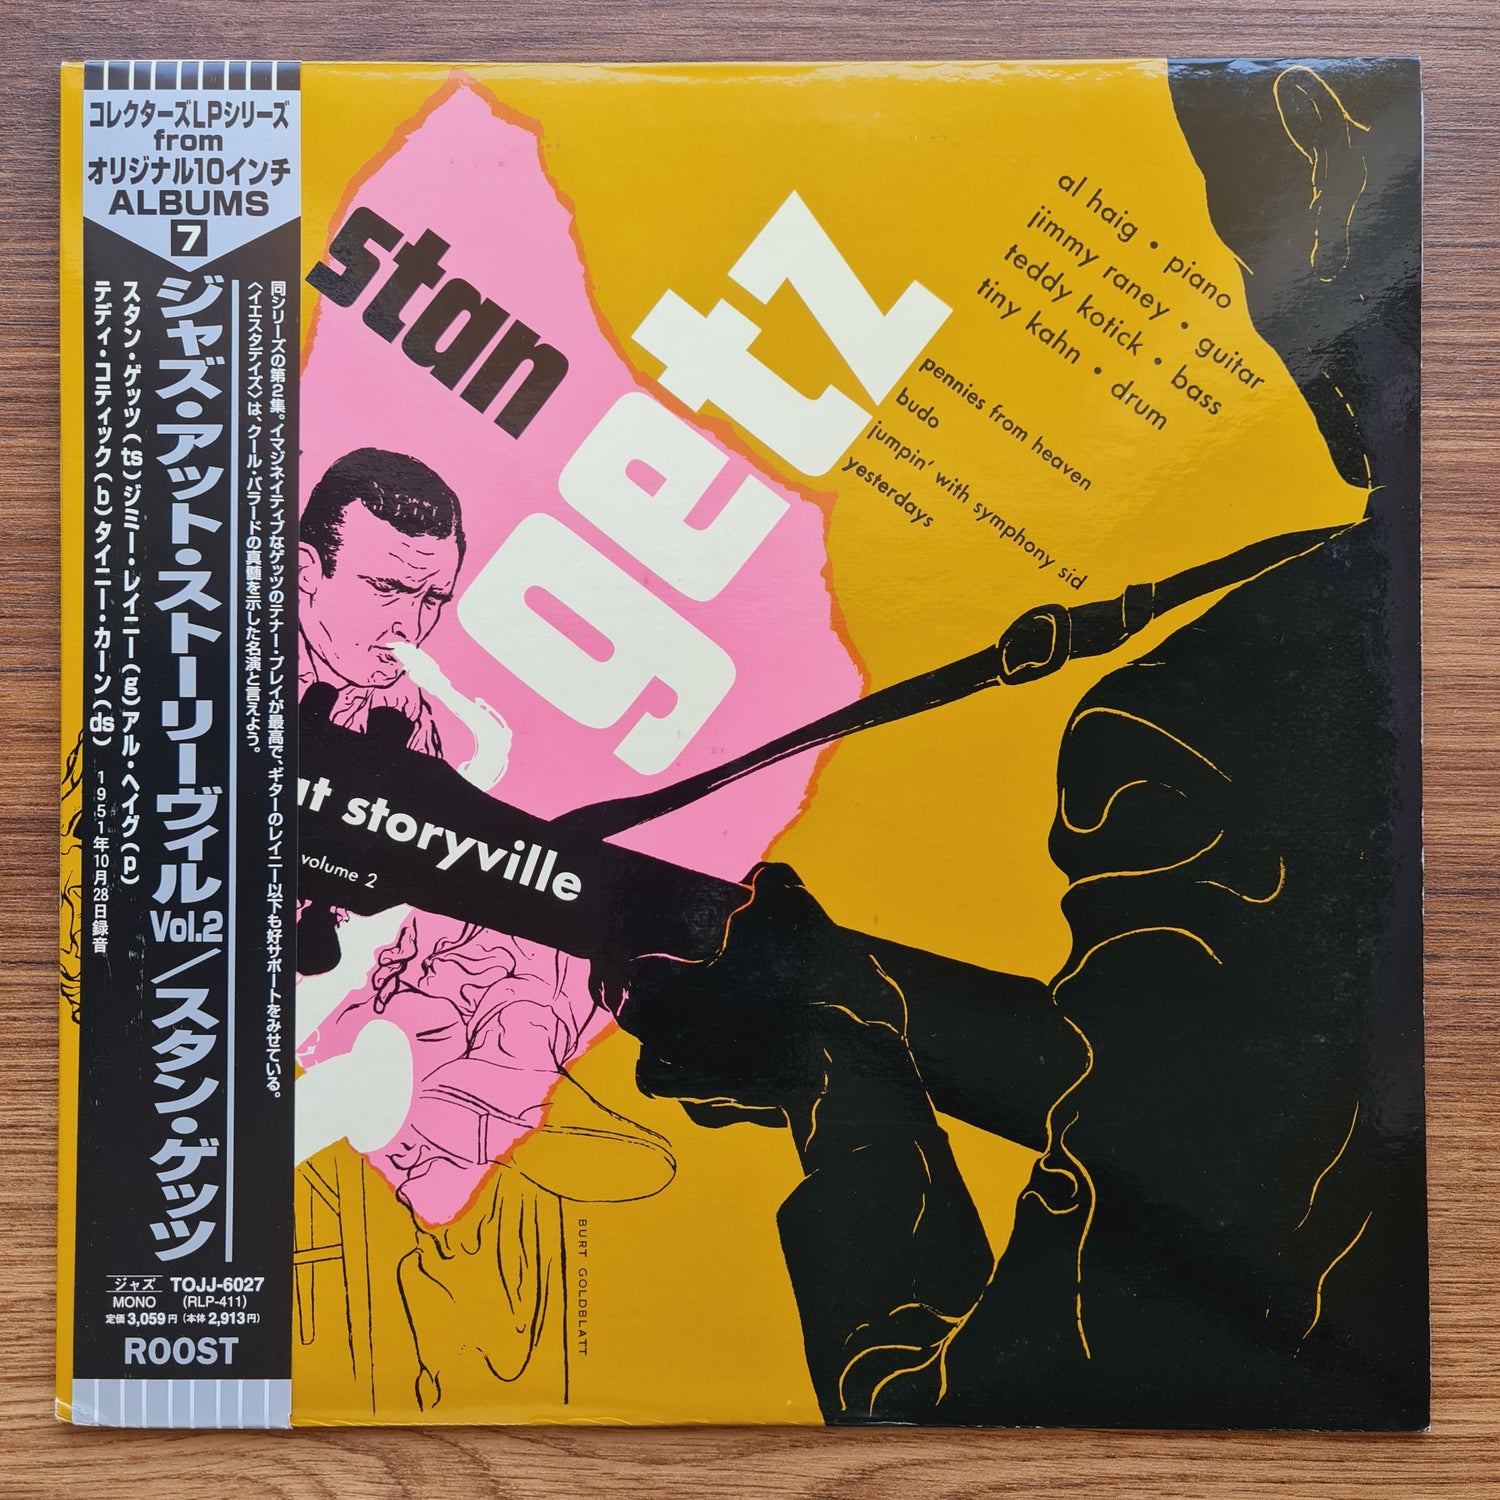 コレクターズLPシリーズ
from
オリジナル10インチ
ALBUMS
7
同シリーズの第2集。イマジネイティブなゲッツのテナー・プレイが最高で、ギターのレイニー以下も好サポートをみせている。
〈イエスタデイズ〉は、クール・バラードの真髄を示した名演と言えよう。
ジャズ・アット・ストーリーヴィル Vol.2/スタン・ゲッツ
スタン・ゲッツ(ts)ジミー・レイニー(g)アル・ヘイグ(p)
テディ・コティック(b)タイニー・カーン(ds) 1951年10月28日録音
ジャズ TOJJ-6027
MONO (RLP-411)
定価3,059円(本体2,913円)
ROOST
stan
getz
at storyville
volume 2
al haig • piano
jimmy raney • guitar
teddy kotick • bass
tiny kahn • drum
pennies from heaven
budo
jumpin' with symphony sid
yesterdays
BURT GOLDBLATT